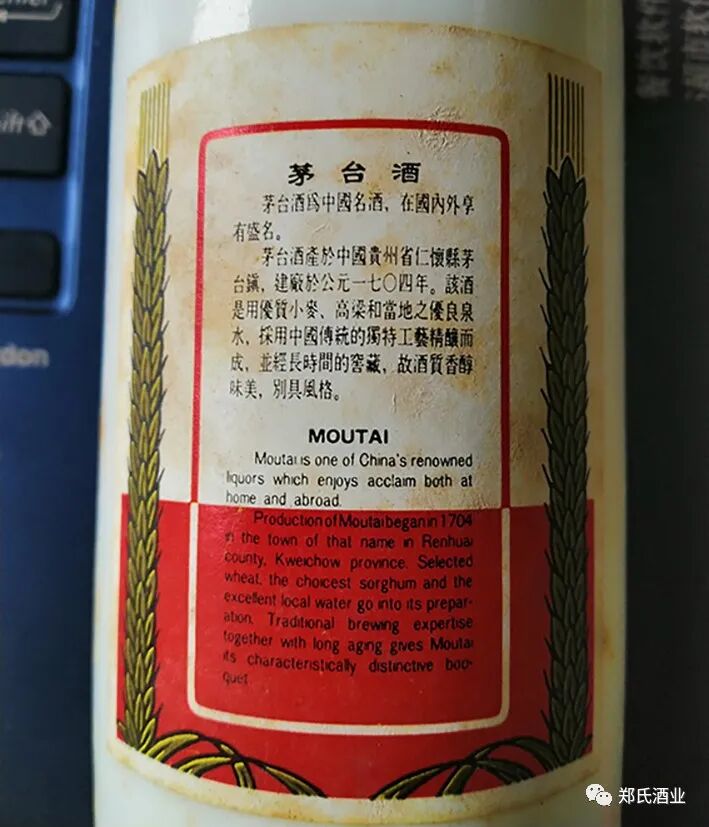 茅台酒
茅台酒爲中國名酒，在國內外享
有盛名。
茅台酒產於中國貴州省仁懷縣茅
台鎭，建廠於公元一七〇四年。該酒
是用優質小麥、高梁和當地之優良泉
水，採用中國傳統的獨特工藝精釀而
成，並經長時間的窖藏，故酒質香醇
味美，別具風格。
MOUTAI
Moutai is one of China's renowned
liquors which enjoys acclaim both at
home and abroad.
Production of Moutai began in 1704
in the town of that name in Renhuai
county, Kweichow province. Selected
wheat, the choicest sorghum and the
excellent local water go into its prepar-
ation. Traditional brewing expertise
together with long aging gives Moutai
its characteristically distinctive boo-
quet
郑氏酒业